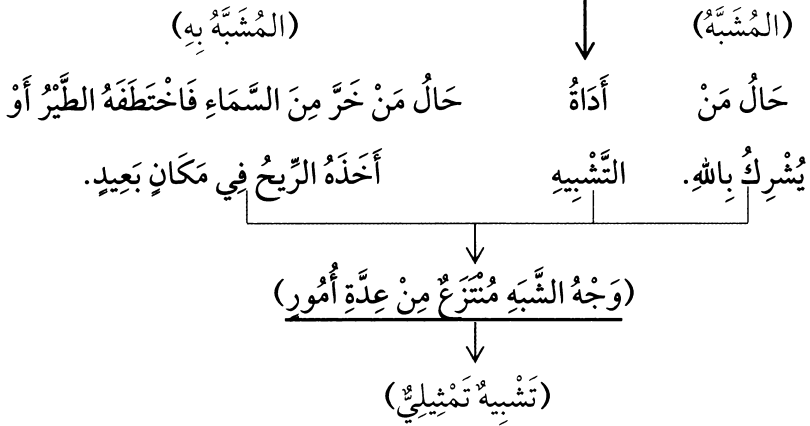 (المُشَبَّهُ) (المُشَبَّهُ بِهِ)
حَالُ مَنْ أَدَاةُ حَالُ مَنْ خَرَّ مِنَ السَّمَاءِ فَاخْتَطَفَهُ الطَّيْرُ أَوْ
يُشْرِكُ بِاللهِ. التَّشْبِيهِ أَخَذَهُ الرِّيحُ فِي مَكَانٍ بَعِيدٍ.
(وَجْهُ الشَّبَهِ مُنْتَزَعٌ مِنْ عِدَّةِ أُمُورٍ)
(تَشْبِيهٌ تَمْثِيلِيٌّ)